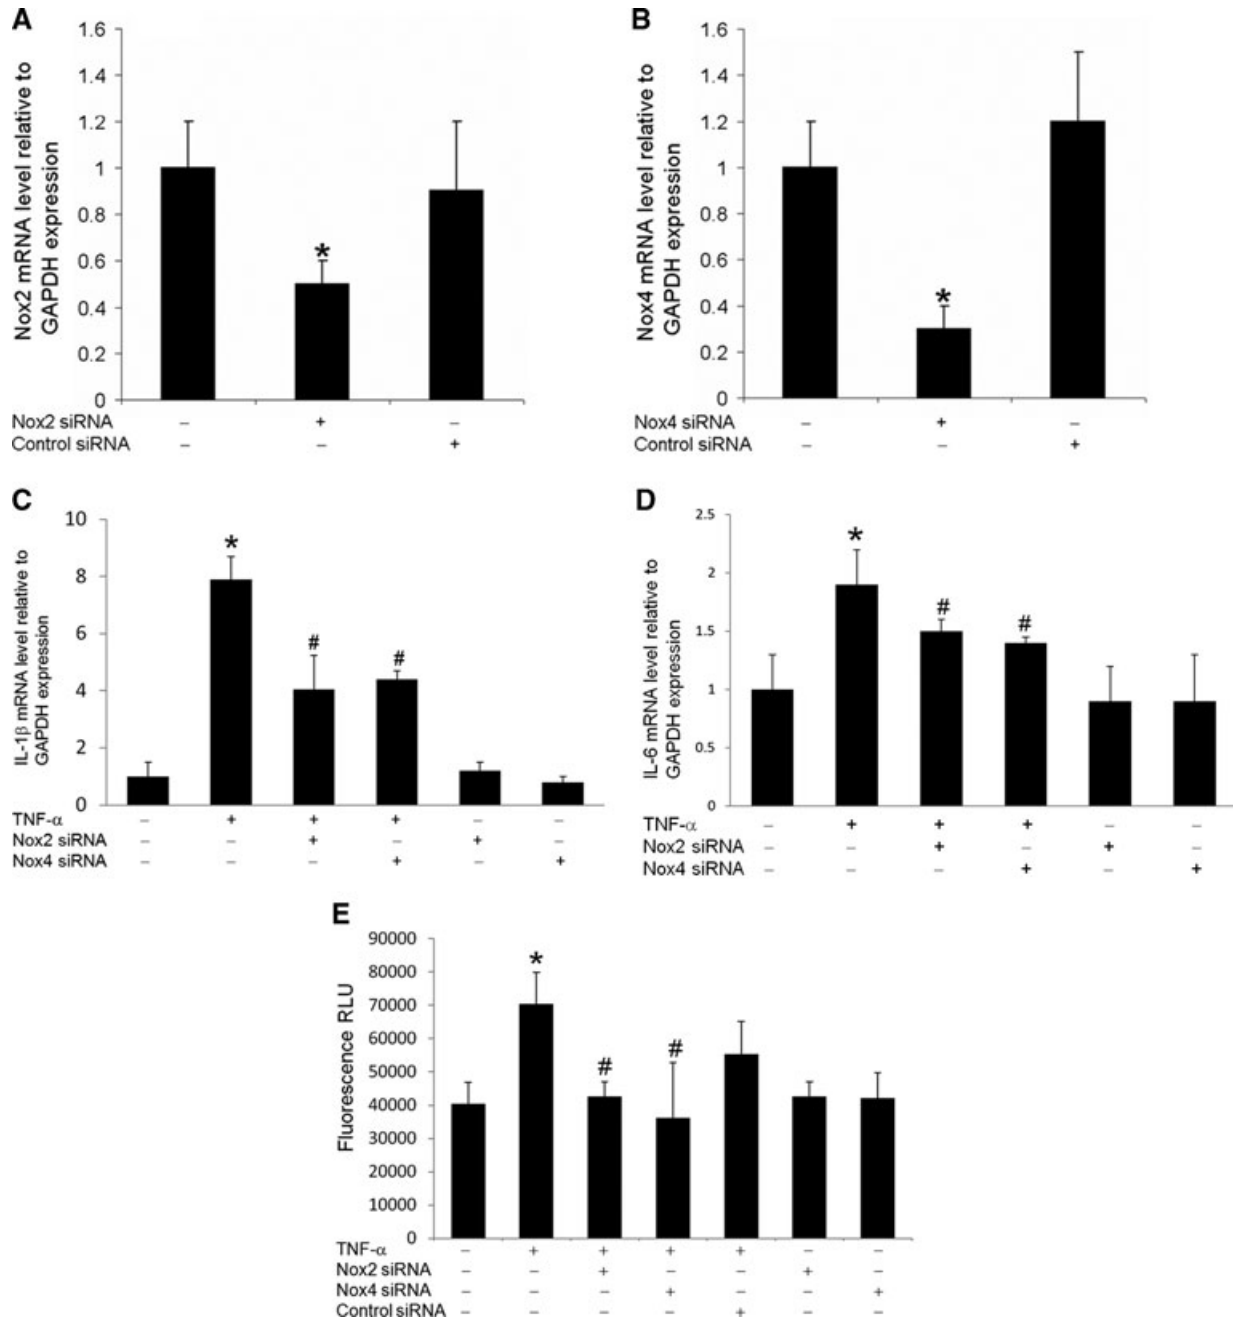 A
Nox2 mRNA level relative to
GAPDH expression
1.6
1.4
1.2
1
0.8
0.6
0.4
0.2
0
*
Nox2 siRNA – + –
Control siRNA – – +
B
Nox4 mRNA level relative to
GAPDH expression
1.6
1.4
1.2
1
0.8
0.6
0.4
0.2
0
*
Nox4 siRNA – + –
Control siRNA – – +
C
IL-1β mRNA level relative to
GAPDH expression
10
8
6
4
2
0
* # #
TNF-α – + + + – –
Nox2 siRNA – – + – + –
Nox4 siRNA – – – + – +
D
IL-6 mRNA level relative to
GAPDH expression
2.5
2
1.5
1
0.5
0
* # #
TNF-α – + + + – –
Nox2 siRNA – – + – + –
Nox4 siRNA – – – + – +
E
Fluorescence RLU
90000
80000
70000
60000
50000
40000
30000
20000
10000
0
* # #
TNF-α – + + + + – –
Nox2 siRNA – – + – – + –
Nox4 siRNA – – – + – – +
Control siRNA – – – – + – –